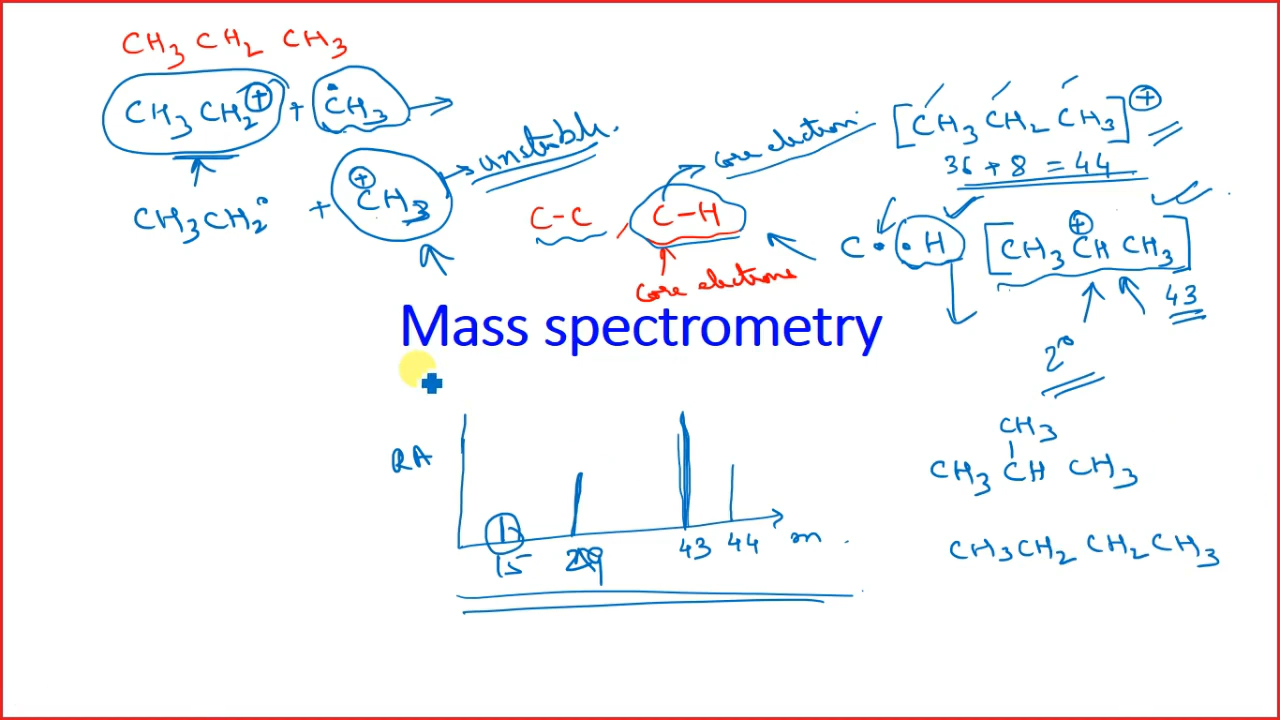 CH3 CH2 CH3
CH3 CH2⊕ + ĊH3 →
CH3CH2• + ⊕CH3 → unstable.
C-C, C-H → core electron.
core electrons
[CH3 CH2 CH3]⊕
36 + 8 = 44
C• •H [CH3 ⊕CH CH3]
43
2°
Mass spectrometry
RA
15 43 44 m
CH3
CH3 CH CH3
CH3CH2 CH2CH3